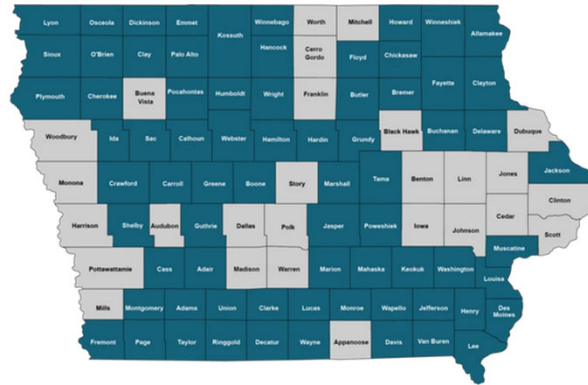 Lyon
Osceola
Dickinson
Emmet
Kossuth
Winnebago
Worth
Mitchell
Howard
Winneshiek
Allamakee
Sioux
O'Brien
Clay
Palo Alto
Hancock
Cerro
Gordo
Floyd
Chickasaw
Plymouth
Cherokee
Buena
Vista
Pocahontas
Humboldt
Wright
Franklin
Butler
Bremer
Fayette
Clayton
Woodbury
Ida
Sac
Calhoun
Webster
Hamilton
Hardin
Grundy
Black Hawk
Buchanan
Delaware
Dubuque
Monona
Crawford
Carroll
Greene
Boone
Story
Marshall
Tama
Benton
Linn
Jones
Jackson
Clinton
Harrison
Shelby
Audubon
Guthrie
Dallas
Polk
Jasper
Poweshiek
Iowa
Johnson
Cedar
Scott
Muscatine
Pottawattamie
Cass
Adair
Madison
Warren
Marion
Mahaska
Keokuk
Washington
Louisa
Mills
Montgomery
Adams
Union
Clarke
Lucas
Monroe
Wapello
Jefferson
Henry
Des
Moines
Fremont
Page
Taylor
Ringgold
Decatur
Wayne
Appanoose
Davis
Van Buren
Lee